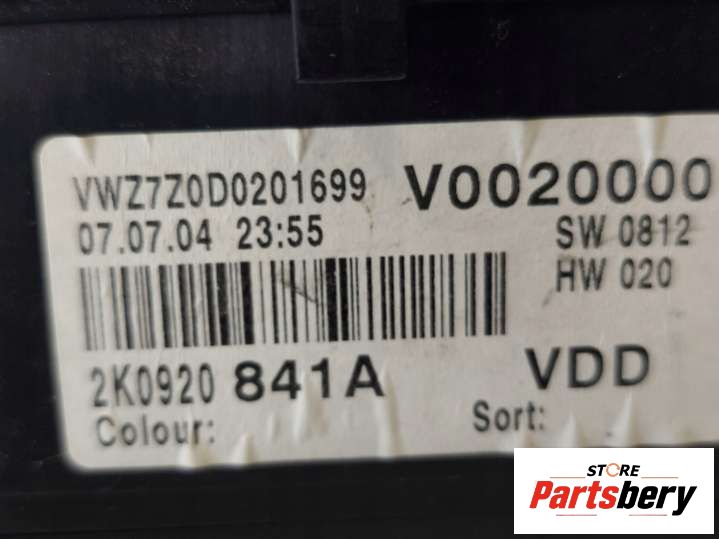 VWZ7Z0D0201699 V0020000
07.07.04 23:55 SW 0812
HW 020
2K0920 841A VDD
Colour: Sort:
STORE
Partsbery